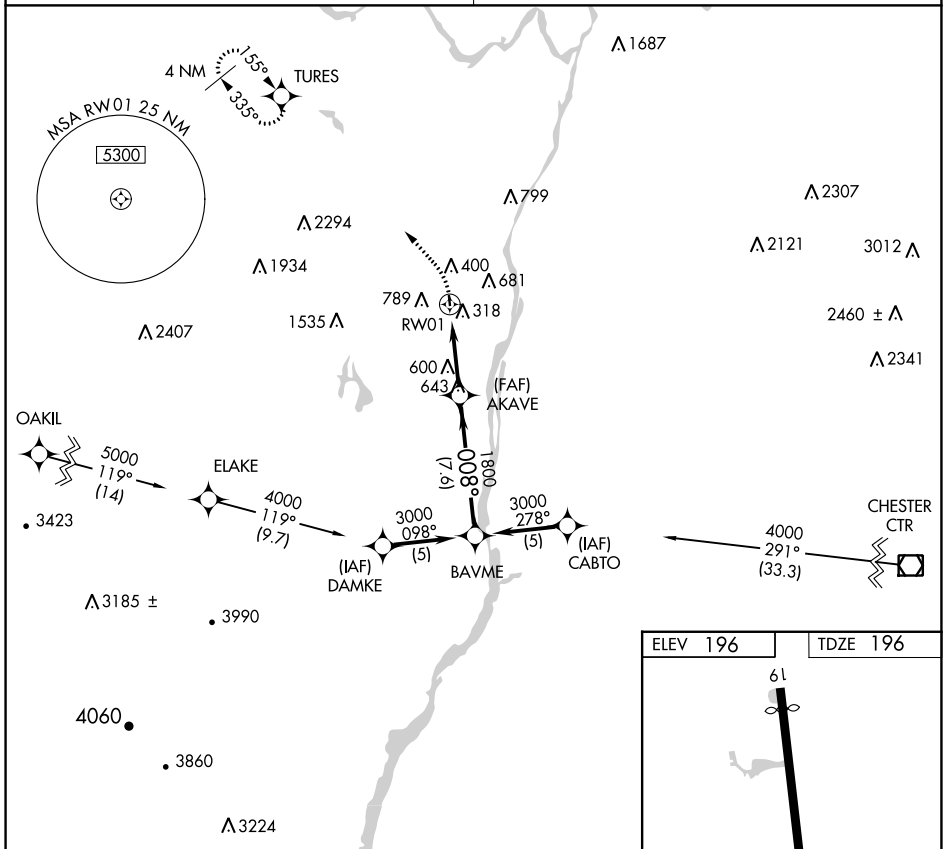 1687
4 NM
155°
335°
TURES
MSA RW01 25 NM
5300
799
2307
2294
2121
3012
1934
400
681
789
318
RW01
1535
2460 ±
2407
2341
600
643
(FAF)
AKAVE
OAKIL
5000
119°
(14)
ELAKE
1800
008°
(7.6)
4000
119°
(9.7)
3423
3000
098°
(5)
3000
278°
(5)
CHESTER
CTR
4000
291°
(33.3)
(IAF)
DAMKE
BAVME
(IAF)
CABTO
3185 ±
3990
ELEV 196
TDZE 196
19
4060
3860
3224